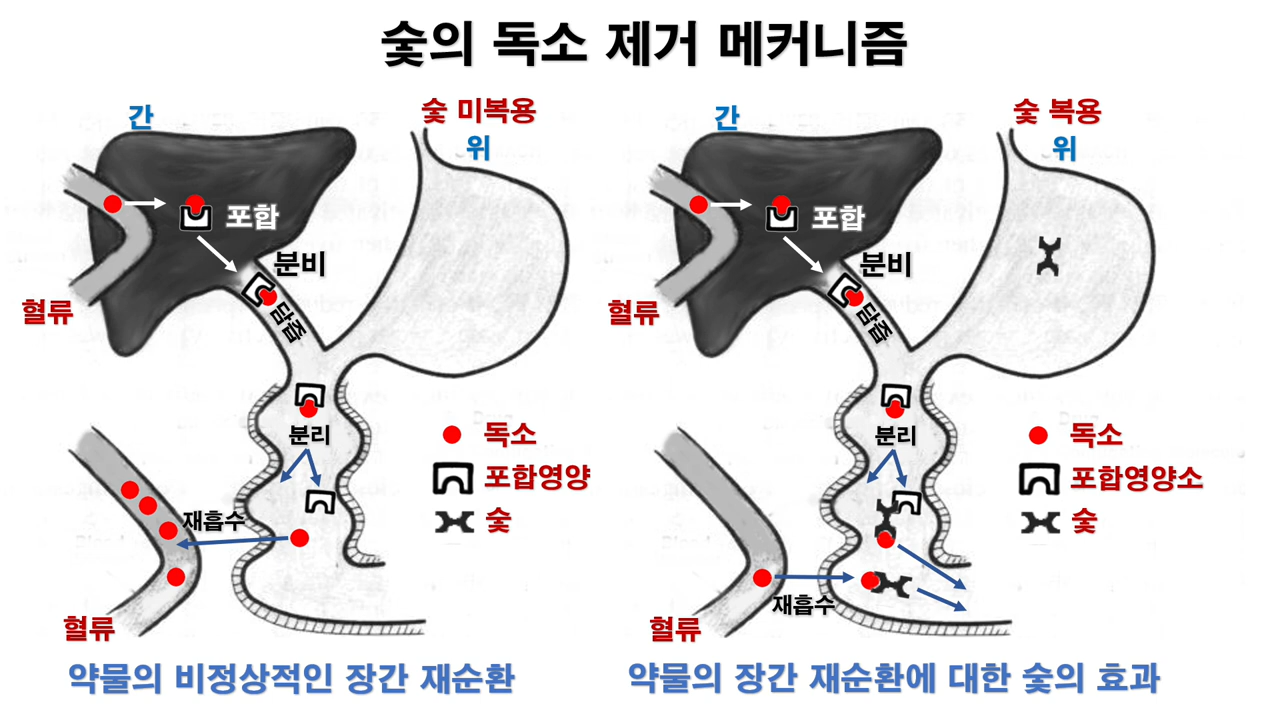 숯의 독소 제거 메커니즘
간
숯 미복용
위
포합
분비
담즙
혈류
분리
독소
포합영양
숯
재흡수
혈류
약물의 비정상적인 장간 재순환
간
숯 복용
위
포합
분비
담즙
혈류
분리
독소
포합영양소
숯
재흡수
혈류
약물의 장간 재순환에 대한 숯의 효과